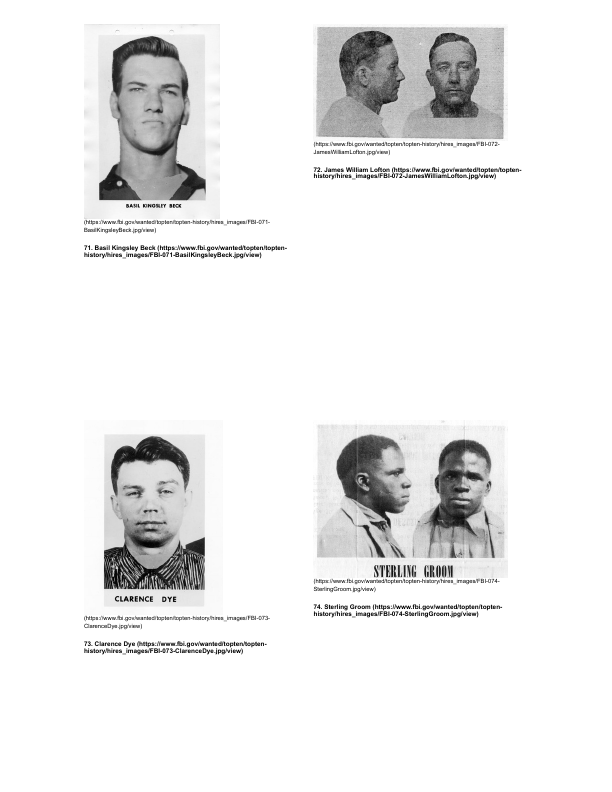 BASIL KINGSLEY BECK
(https://www.fbi.gov/wanted/topten/topten-history/hires_images/FBI-071-
BasilKingsleyBeck.jpg/view)
71. Basil Kingsley Beck (https://www.fbi.gov/wanted/topten/topten-
history/hires_images/FBI-071-BasilKingsleyBeck.jpg/view)
(https://www.fbi.gov/wanted/topten/topten-history/hires_images/FBI-072-
JamesWilliamLofton.jpg/view)
72. James William Lofton (https://www.fbi.gov/wanted/topten/topten-
history/hires_images/FBI-072-JamesWilliamLofton.jpg/view)
CLARENCE DYE
(https://www.fbi.gov/wanted/topten/topten-history/hires_images/FBI-073-
ClarenceDye.jpg/view)
73. Clarence Dye (https://www.fbi.gov/wanted/topten/topten-
history/hires_images/FBI-073-ClarenceDye.jpg/view)
STERLING GROOM
(https://www.fbi.gov/wanted/topten/topten-history/hires_images/FBI-074-
SterlingGroom.jpg/view)
74. Sterling Groom (https://www.fbi.gov/wanted/topten/topten-
history/hires_images/FBI-074-SterlingGroom.jpg/view)